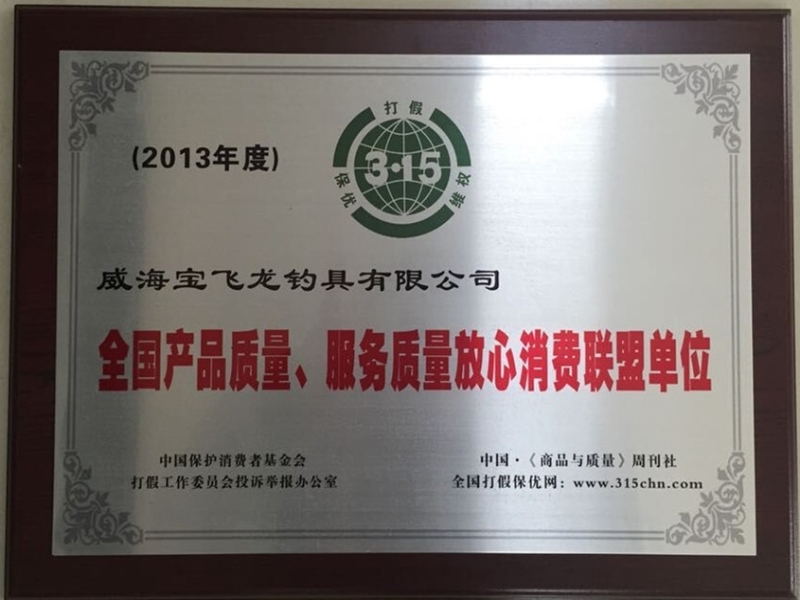 打假
(2013年度)
3·15
保优
维权
威海宝飞龙钓具有限公司
全国产品质量、服务质量放心消费联盟单位
中国保护消费者基金会
打假工作委员会投诉举报办公室
中国·《商品与质量》周刊社
全国打假保优网：www.315chn.com